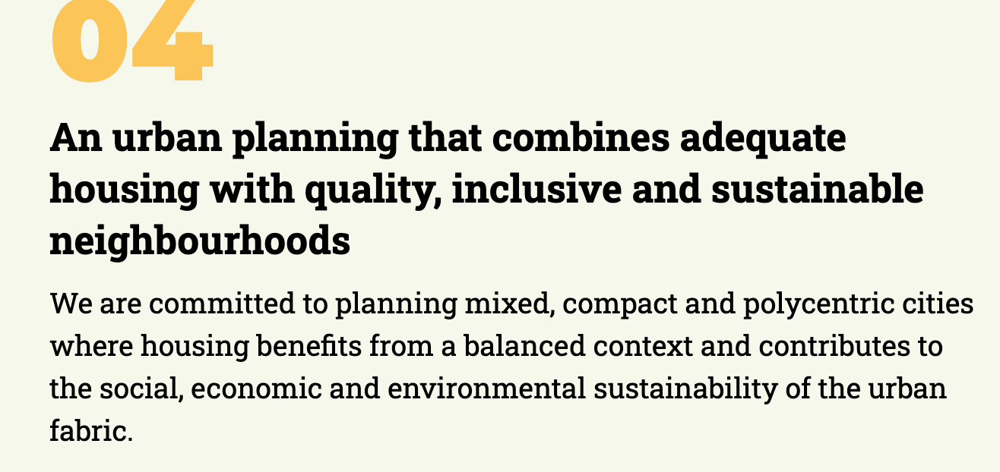 04
An urban planning that combines adequate
housing with quality, inclusive and sustainable
neighbourhoods
We are committed to planning mixed, compact and polycentric cities
where housing benefits from a balanced context and contributes to
the social, economic and environmental sustainability of the urban
fabric.